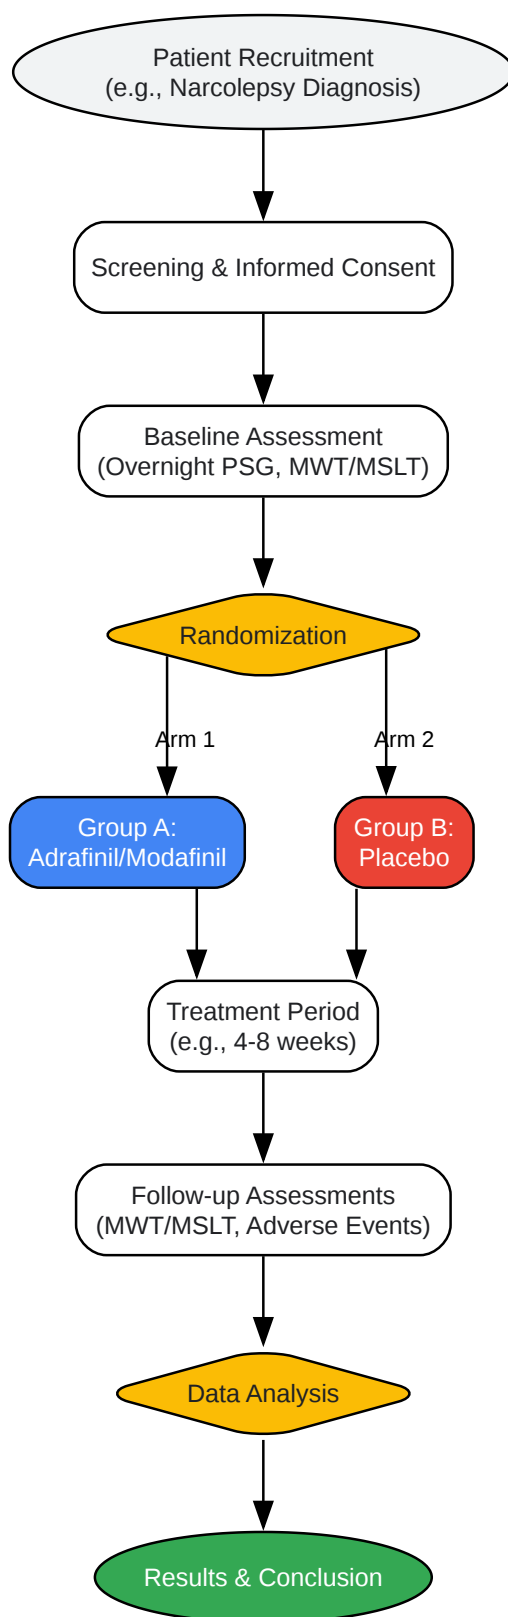 Patient Recruitment
(e.g., Narcolepsy Diagnosis)
Screening & Informed Consent
Baseline Assessment
(Overnight PSG, MWT/MSLT)
Randomization
Arm 1
Arm 2
Group A:
Adrafinil/Modafinil
Group B:
Placebo
Treatment Period
(e.g., 4-8 weeks)
Follow-up Assessments
(MWT/MSLT, Adverse Events)
Data Analysis
Results & Conclusion